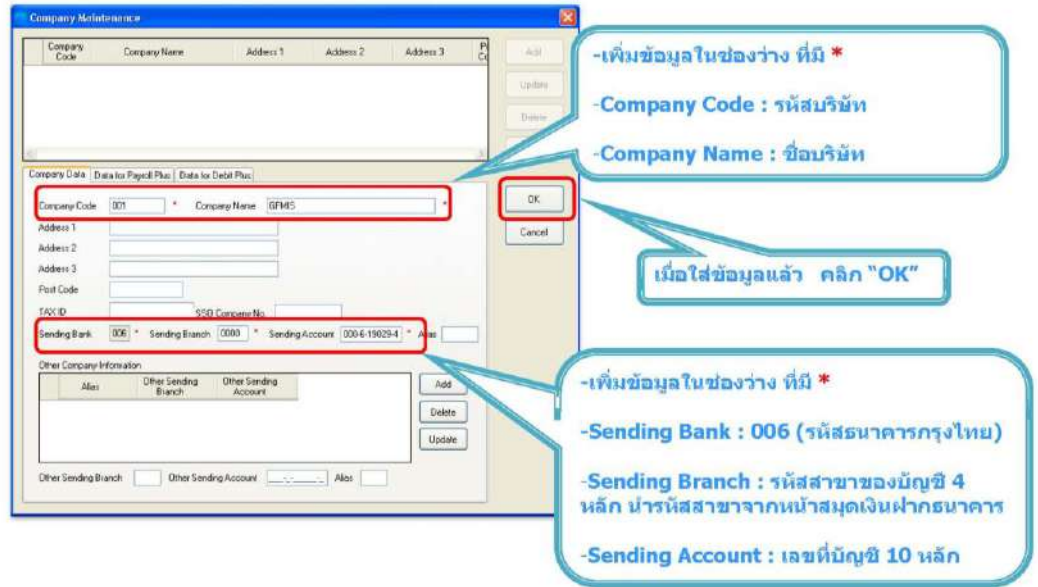 Company Maintenance
Company Code
Company Name
Address 1
Address 2
Address 3
Add
Update
Delete
Company Data
Data for Payroll Plus
Data for Debit Plus
Company Code 001 * Company Name GFMIS *
OK
Address 1
Cancel
Address 2
Address 3
Post Code
TAX ID
SSO Company No.
Sending Bank 006 * Sending Branch 0000 * Sending Account 000-6-19029-4 * Alias
Other Company Information
Alias
Other Sending Branch
Other Sending Account
Add
Delete
Update
Other Sending Branch
Other Sending Account
Alias
-เพิ่มข้อมูลในช่องว่าง ที่มี *
-Company Code : รหัสบริษัท
-Company Name : ชื่อบริษัท
เมื่อใส่ข้อมูลแล้ว คลิก "OK"
-เพิ่มข้อมูลในช่องว่าง ที่มี *
-Sending Bank : 006 (รหัสธนาคารกรุงไทย)
-Sending Branch : รหัสสาขาของบัญชี 4
หลัก นำรหัสสาขาจากหน้าสมุดเงินฝากธนาคาร
-Sending Account : เลขที่บัญชี 10 หลัก